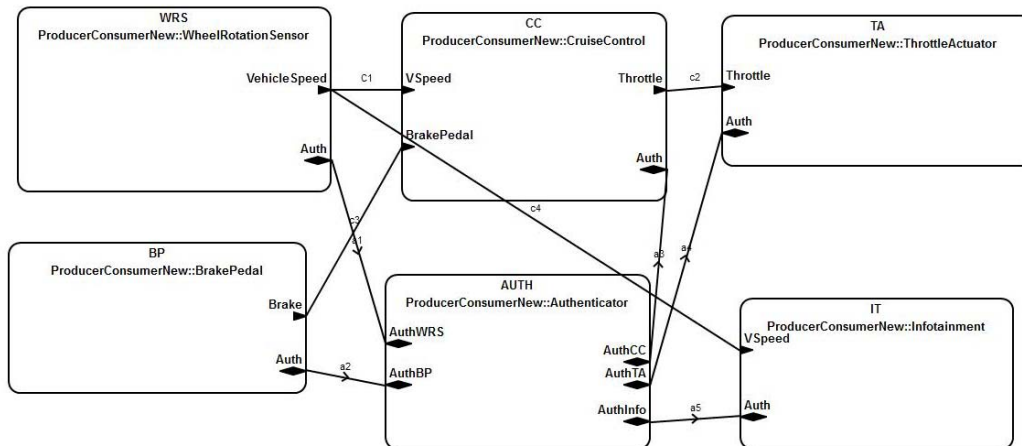 WRS
ProducerConsumerNew::WheelRotationSensor
VehicleSpeed
Auth
C1
CC
ProducerConsumerNew::CruiseControl
VSpeed
Throttle
BrakePedal
Auth
c2
TA
ProducerConsumerNew::ThrottleActuator
Throttle
Auth
c4
c3
a1
a3
a4
BP
ProducerConsumerNew::BrakePedal
Brake
Auth
a2
AUTH
ProducerConsumerNew::Authenticator
AuthWRS
AuthCC
AuthBP
AuthTA
AuthInfo
a5
IT
ProducerConsumerNew::Infotainment
VSpeed
Auth